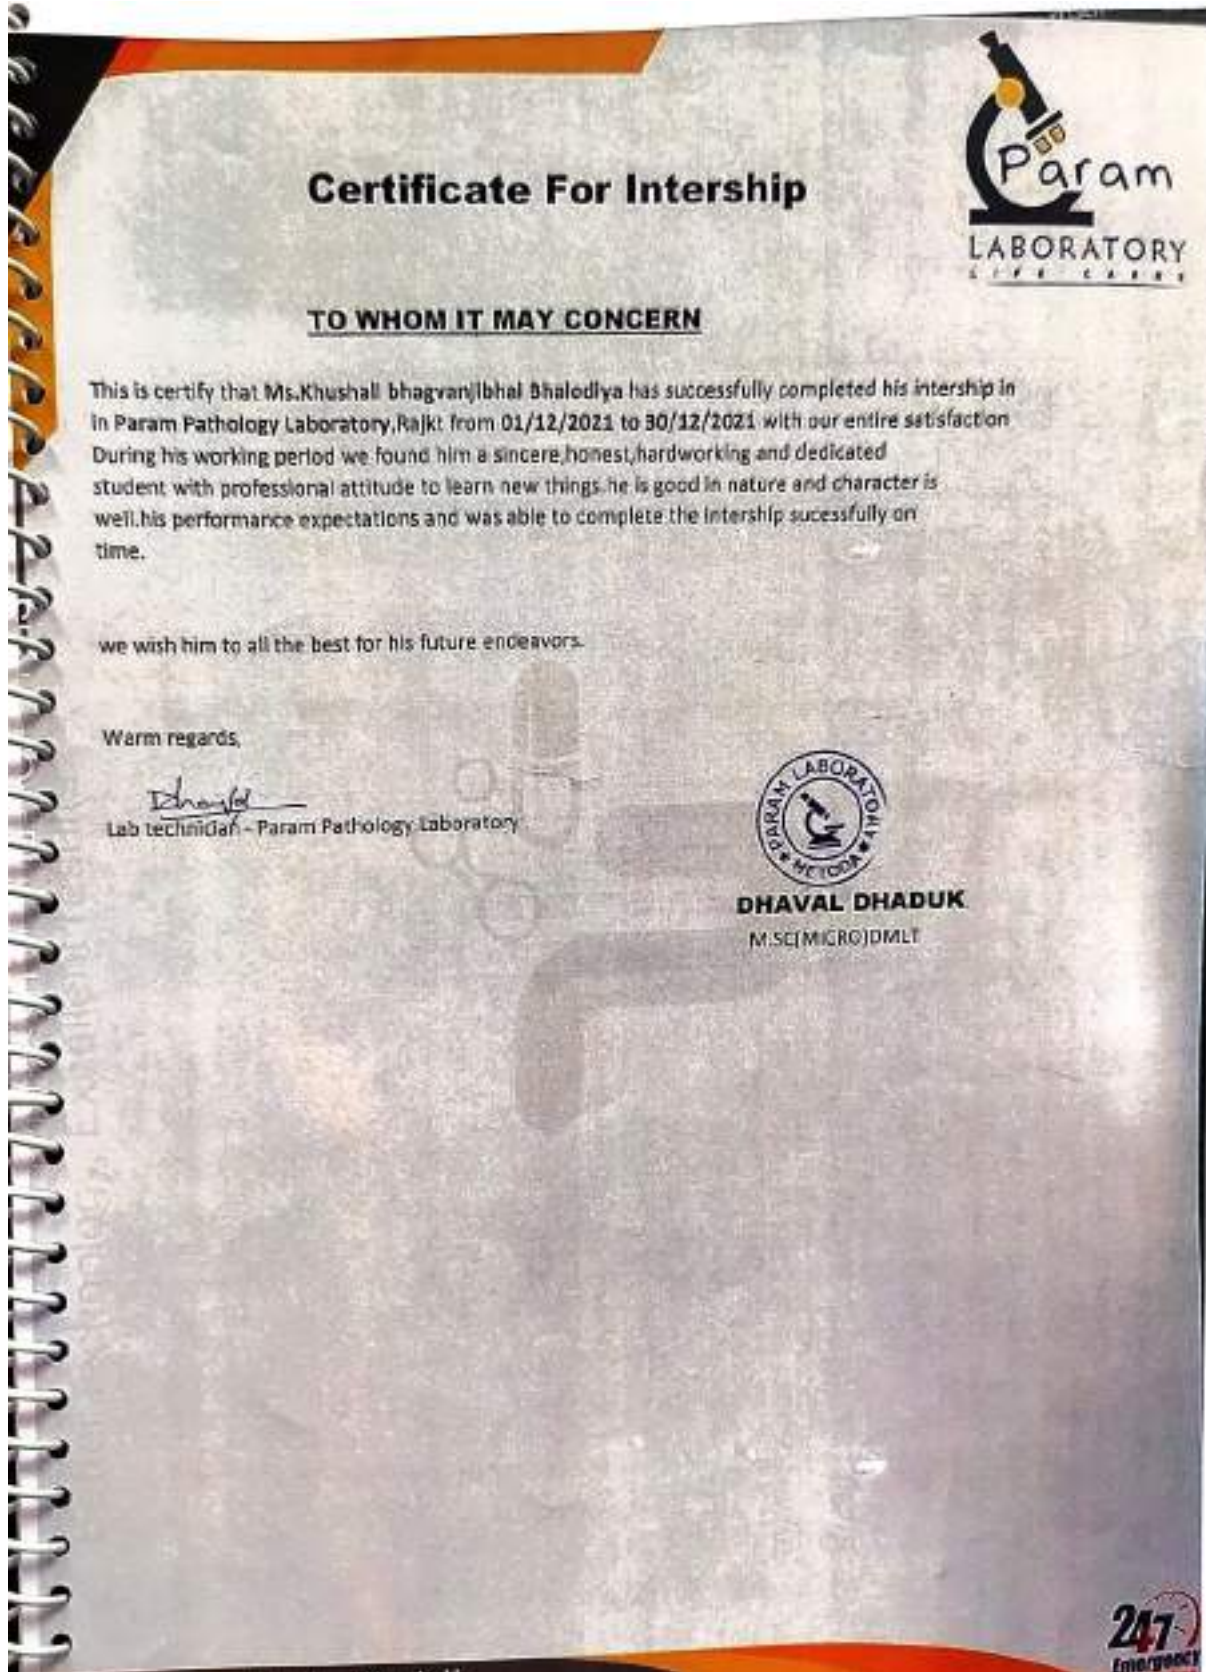 Param
LABORATORY
LIFE CARES
Certificate For Intership
TO WHOM IT MAY CONCERN
This is certify that Ms.Khushali bhagvanjibhai Bhalodiya has successfully completed his intership in
in Param Pathology Laboratory,Rajkt from 01/12/2021 to 30/12/2021 with our entire satisfaction
During his working period we found him a sincere,honest,hardworking and dedicated
student with professional attitude to learn new things.he is good in nature and character is
well.his performance expectations and was able to complete the intership sucessfully on
time.
we wish him to all the best for his future endeavors.
Warm regards,
Dhaval
Lab technician - Param Pathology Laboratory
PARAM LABORATORY
METODA
DHAVAL DHADUK
M.SC(MICRO)DMLT
24*7
Emergency